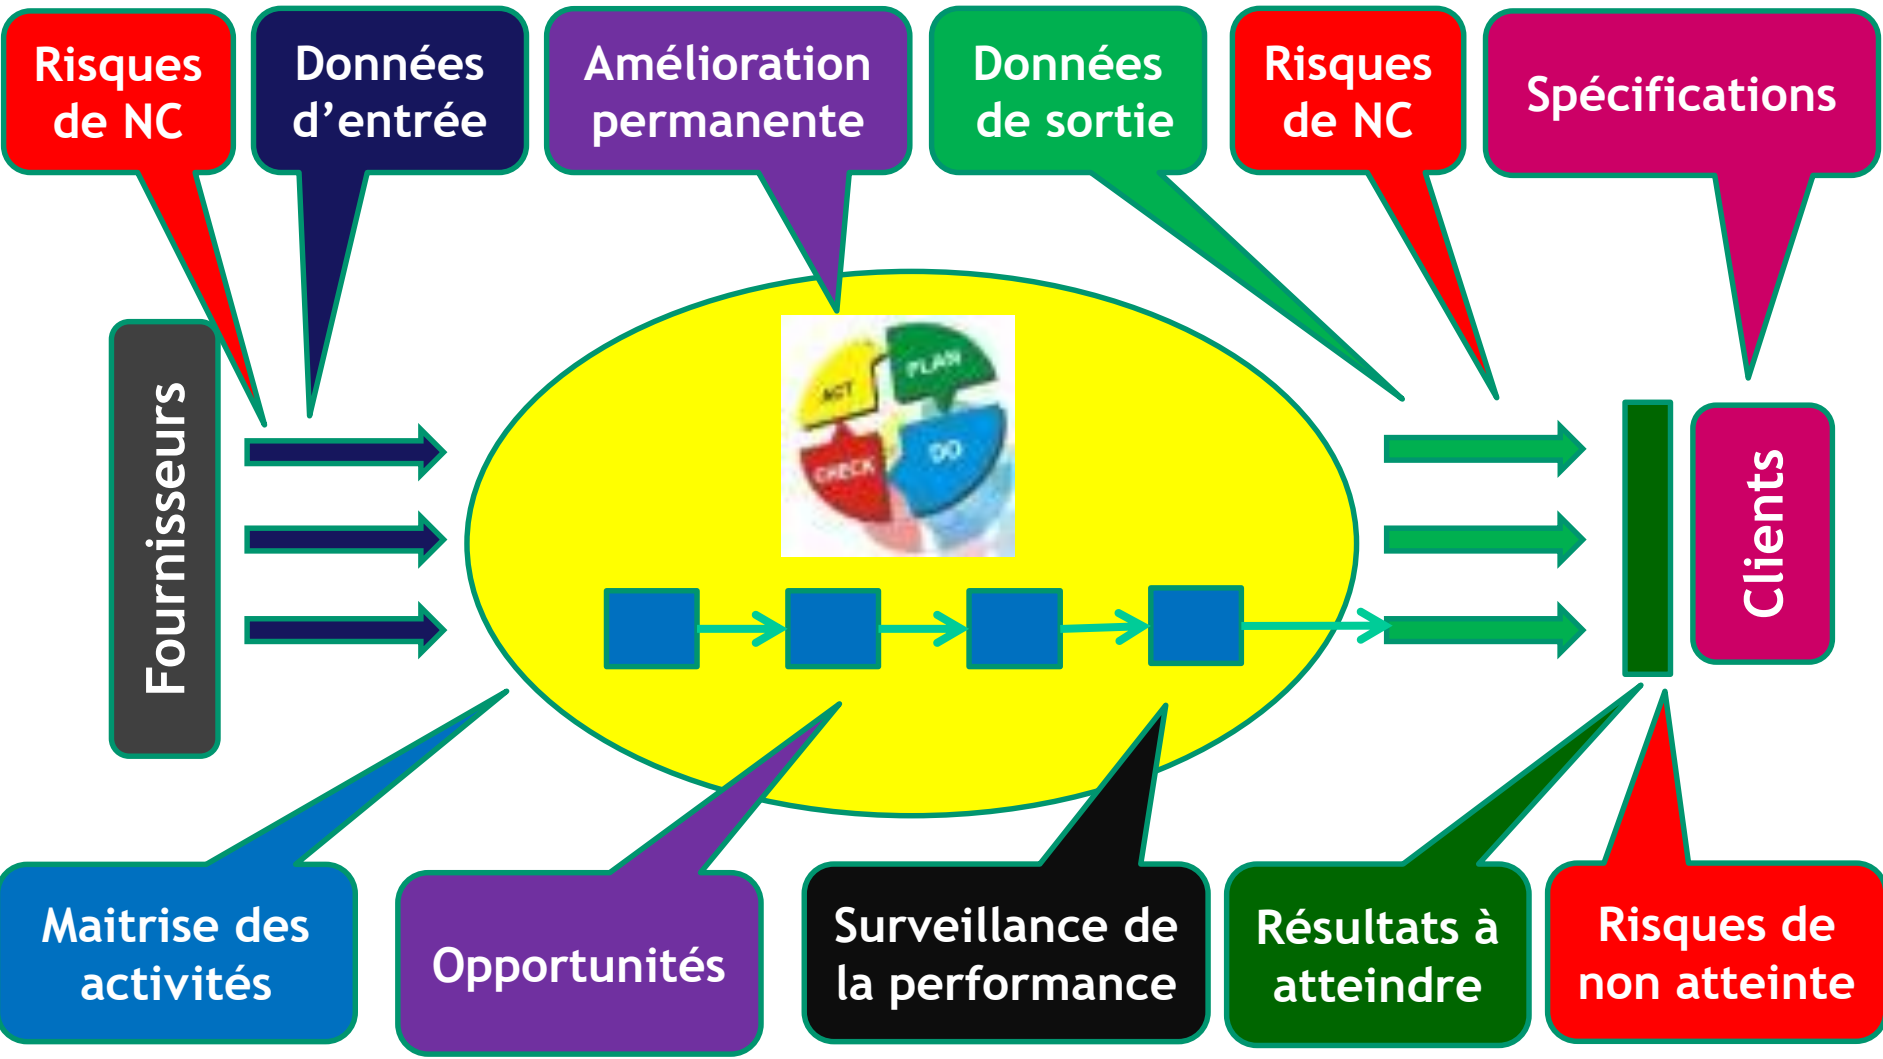 Risques
de NC
Données
d’entrée
Amélioration
permanente
Données
de sortie
Risques
de NC
Spécifications
Fournisseurs
ACT
PLAN
CHECK
DO
Clients
Maitrise des
activités
Opportunités
Surveillance de
la performance
Résultats à
atteindre
Risques de
non atteinte